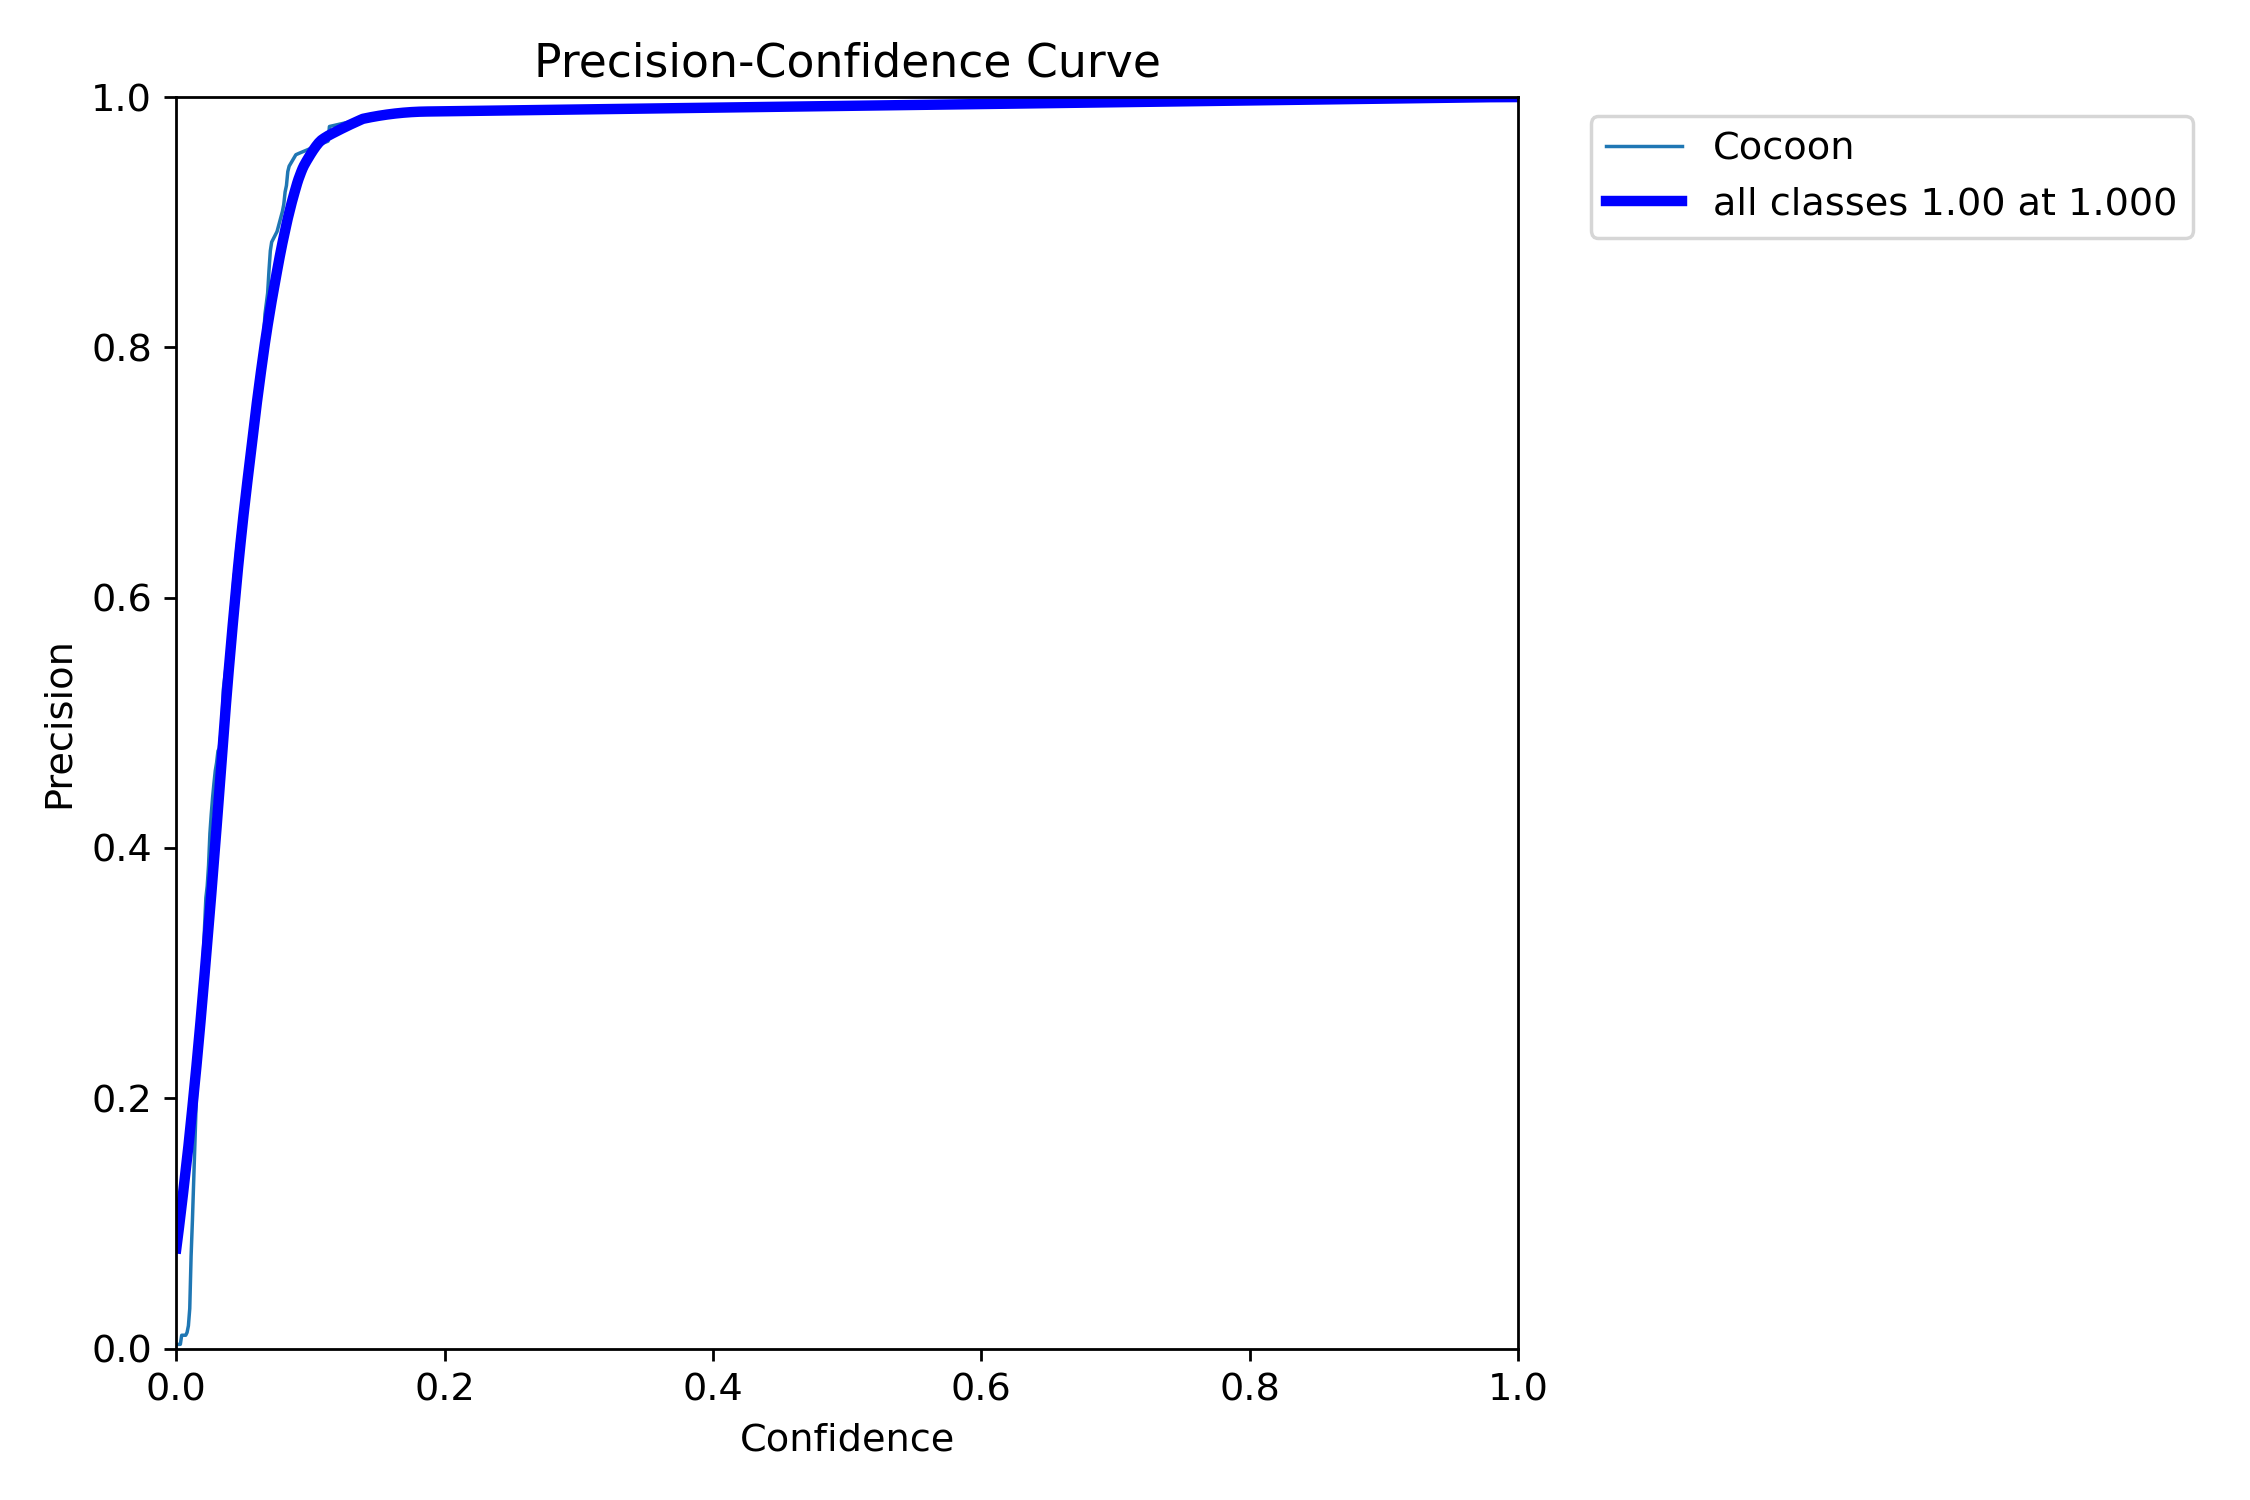 Precision-Confidence Curve
1.0
0.8
0.6
0.4
0.2
0.0
Precision
0.0 0.2 0.4 0.6 0.8 1.0
Confidence
Cocoon
all classes 1.00 at 1.000